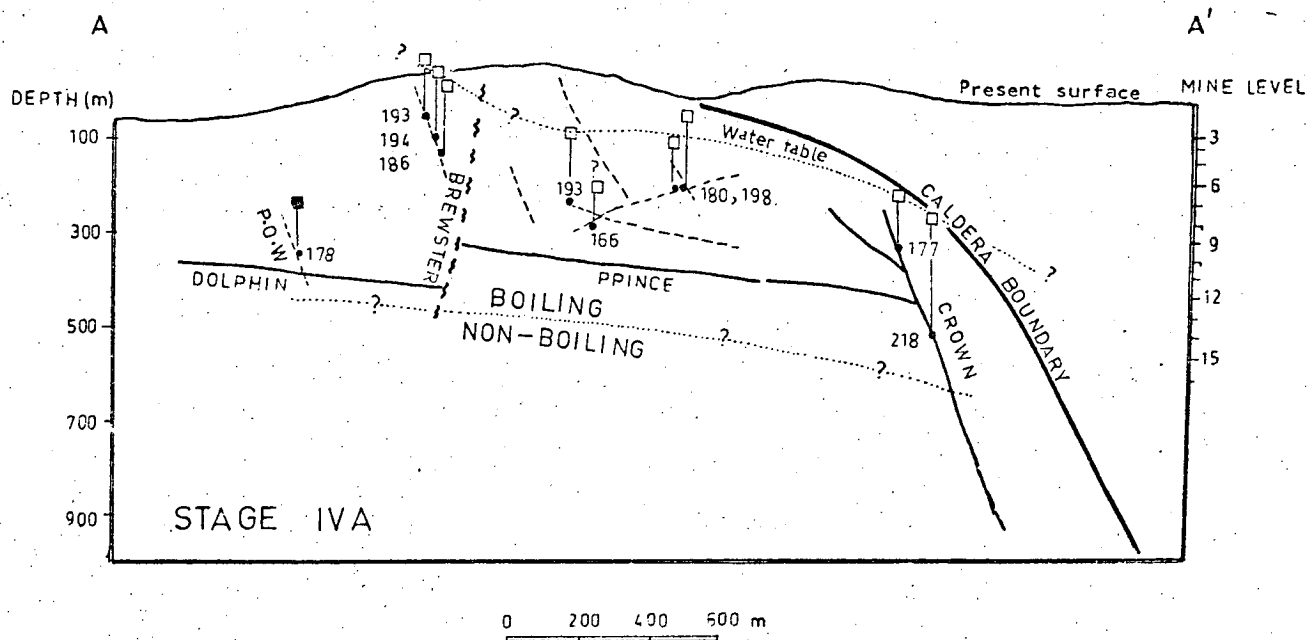 A A'
DEPTH (m) Present surface MINE LEVEL
?
100
300
500
700
900
3
6
9
12
15
193
194
186
?
BREWSTER
Water table
193
?
166
180, 198
177
218
CALDERA BOUNDARY
?
CROWN
P.O.W
178
DOLPHIN
PRINCE
BOILING
NON-BOILING
?
?
?
STAGE IVA
0 200 400 600 m